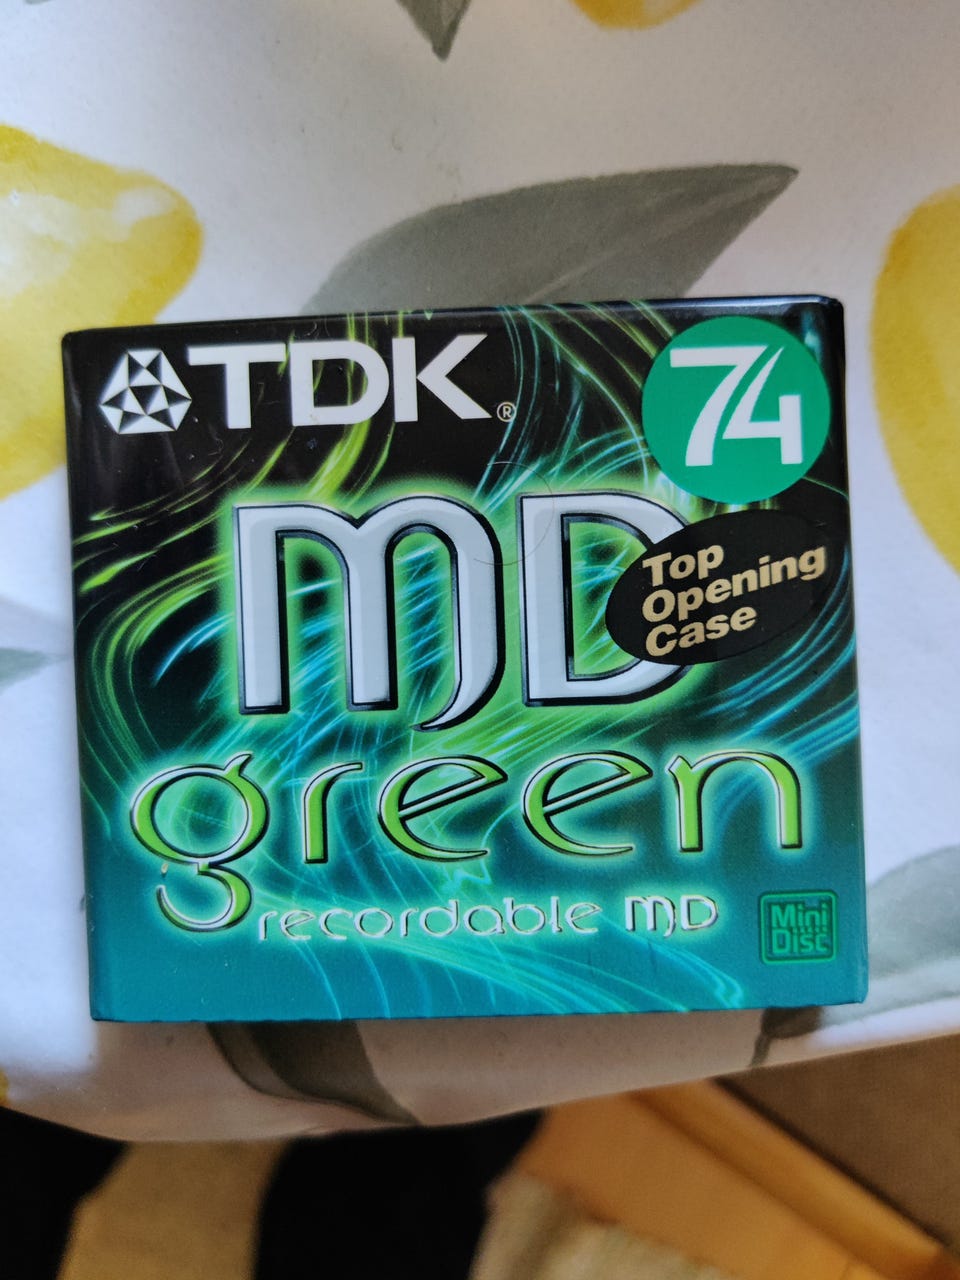 TDK®
74
MD
Top
Opening
Case
green
recordable MD
Mini
Disc